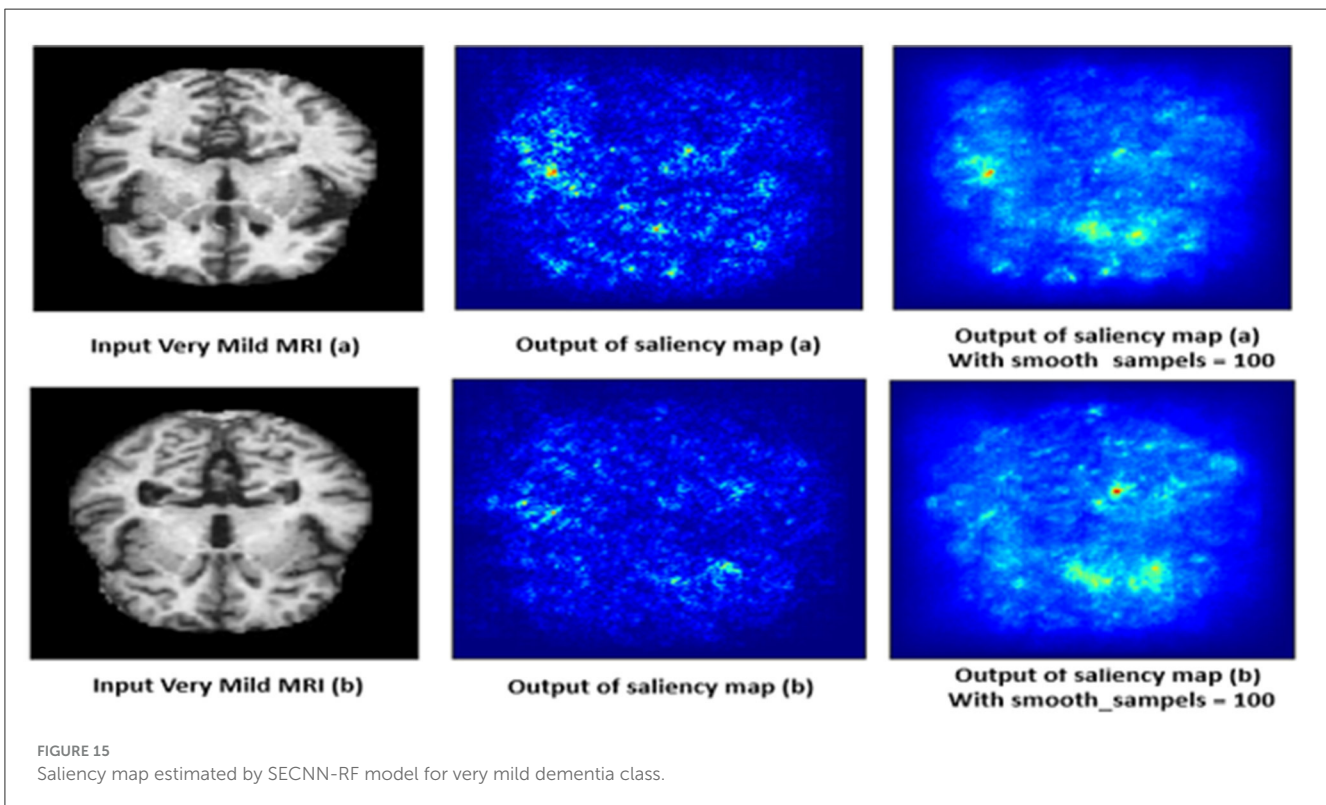 Input Very Mild MRI (a)
Output of saliency map (a)
Output of saliency map (a)
With smooth sampels = 100
Input Very Mild MRI (b)
Output of saliency map (b)
Output of saliency map (b)
With smooth_sampels = 100
FIGURE 15
Saliency map estimated by SECNN-RF model for very mild dementia class.